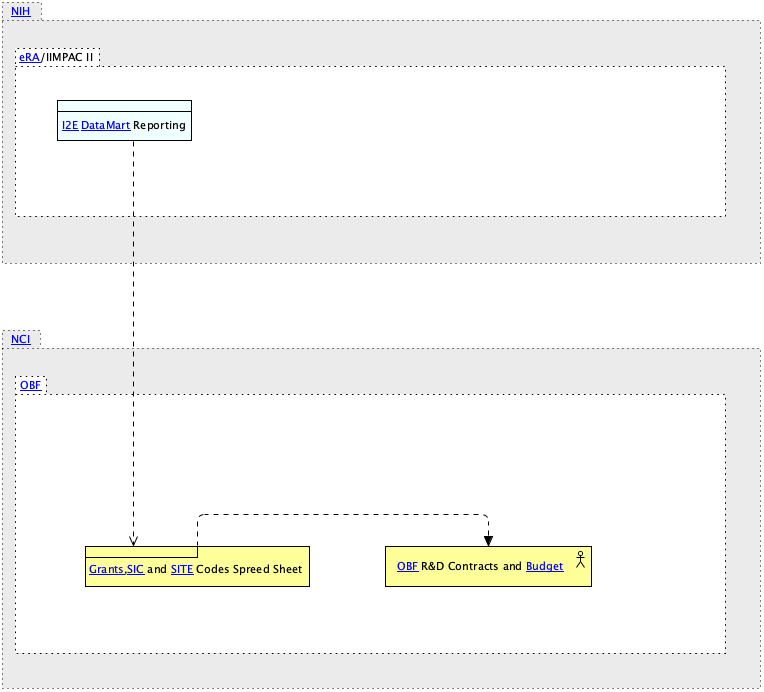 NIH
eRA/IIMPAC II
I2E DataMart Reporting
NCI
OBF
Grants,SIC and SITE Codes Spreed Sheet
OBF R&D Contracts and Budget